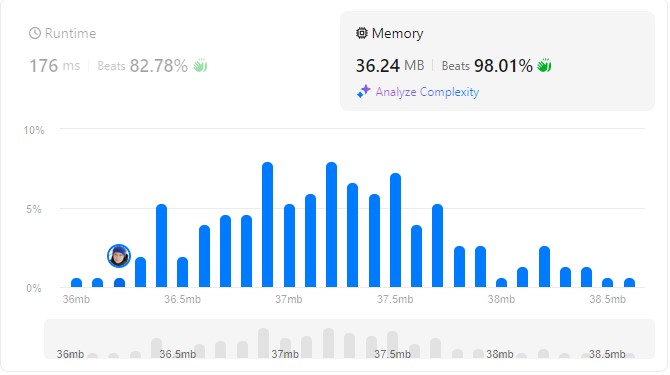 Runtime
176 ms Beats 82.78%
Memory
36.24 MB Beats 98.01%
Analyze Complexity
10%
5%
0%
36mb 36.5mb 37mb 37.5mb 38mb 38.5mb
36mb 36.5mb 37mb 37.5mb 38mb 38.5mb